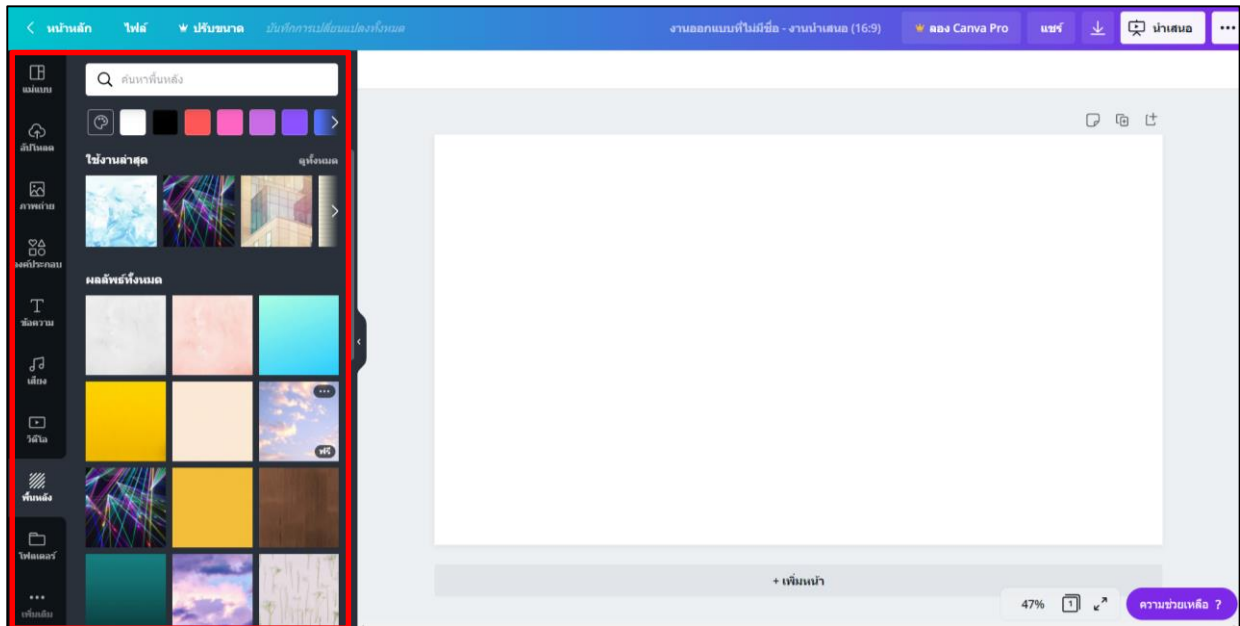 หน้าหลัก ไฟล์ ปรับขนาด บันทึกการเปลี่ยนแปลงทั้งหมด งานออกแบบที่ไม่มีชื่อ - งานนำเสนอ (16:9) ลอง Canva Pro แชร์ นำเสนอ
แม่แบบ
อัปโหลด
ภาพถ่าย
องค์ประกอบ
ข้อความ
เสียง
วิดีโอ
พื้นหลัง
โฟลเดอร์
เพิ่มเติม
ค้นหาพื้นหลัง
ใช้งานล่าสุด ดูทั้งหมด
ผลลัพธ์ทั้งหมด
ฟรี
+ เพิ่มหน้า
47% 1 ความช่วยเหลือ ?